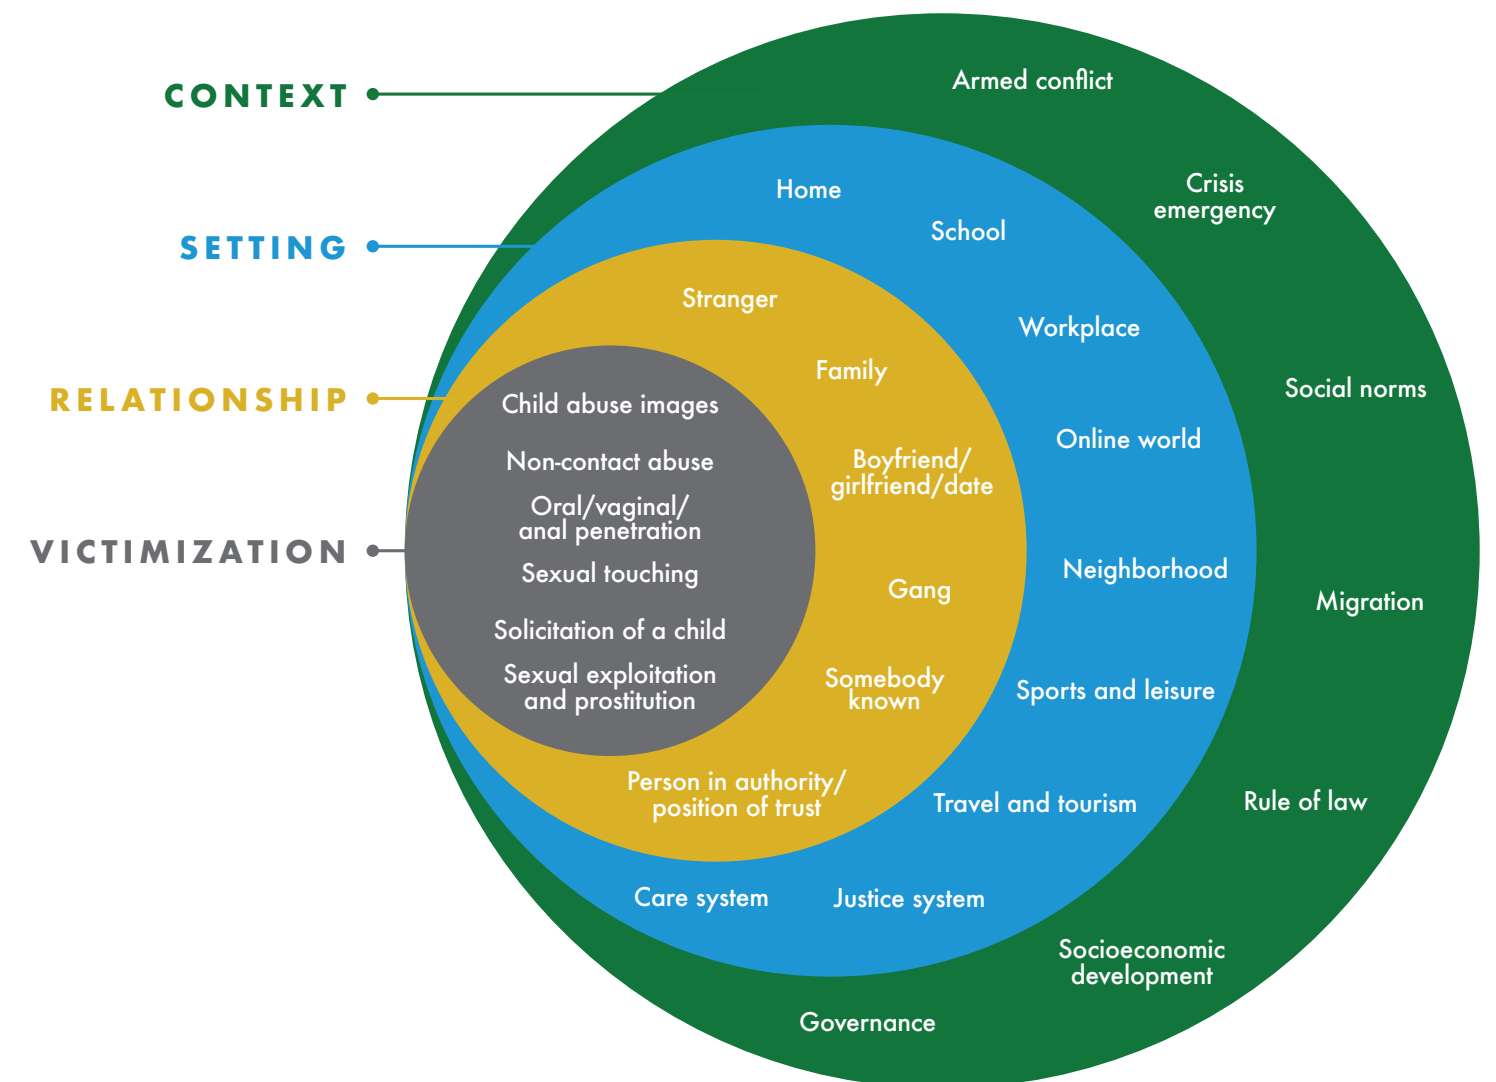 CONTEXT
SETTING
RELATIONSHIP
VICTIMIZATION
Armed conflict
Crisis
emergency
Social norms
Migration
Rule of law
Socioeconomic
development
Governance
Home
School
Workplace
Online world
Neighborhood
Sports and leisure
Travel and tourism
Justice system
Care system
Stranger
Family
Boyfriend/
girlfriend/date
Gang
Somebody
known
Person in authority/
position of trust
Child abuse images
Non-contact abuse
Oral/vaginal/
anal penetration
Sexual touching
Solicitation of a child
Sexual exploitation
and prostitution